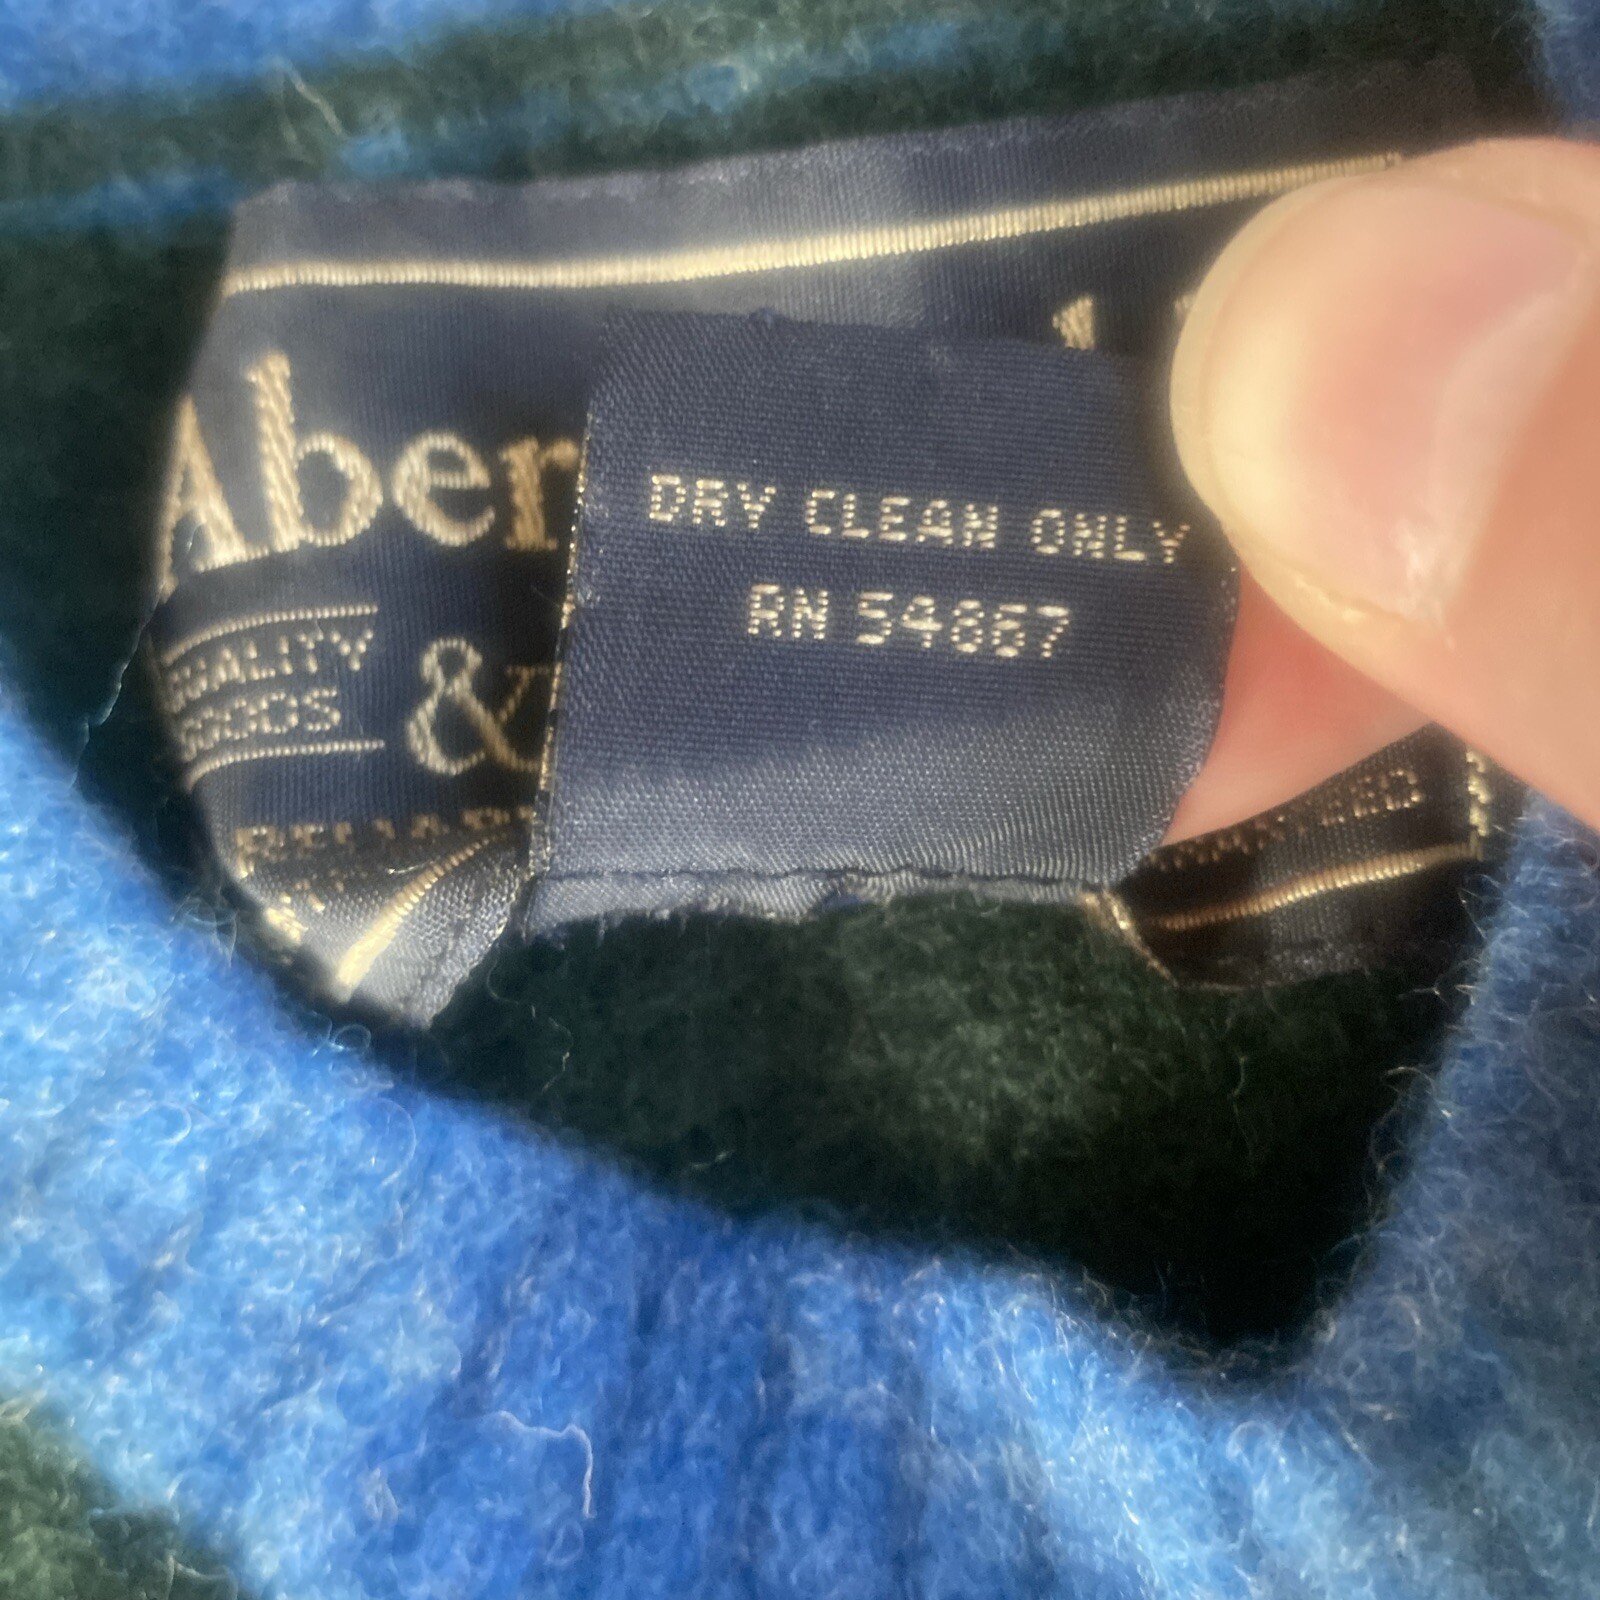 Aber
DRY CLEAN ONLY
RN 54867
QUALITY
GOODS
&